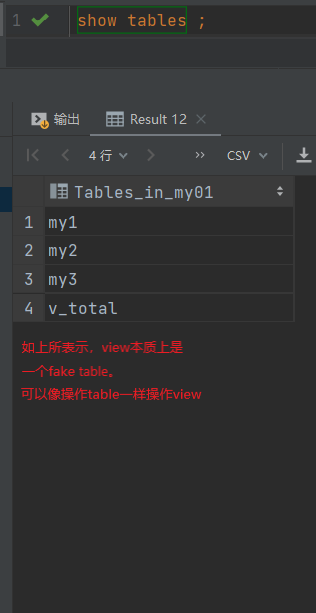 1 show tables ;
输出 Result 12
4 行 CSV
Tables_in_my01
1 my1
2 my2
3 my3
4 v_total
如上所表示，view本质上是
一个fake table。
可以像操作table一样操作view